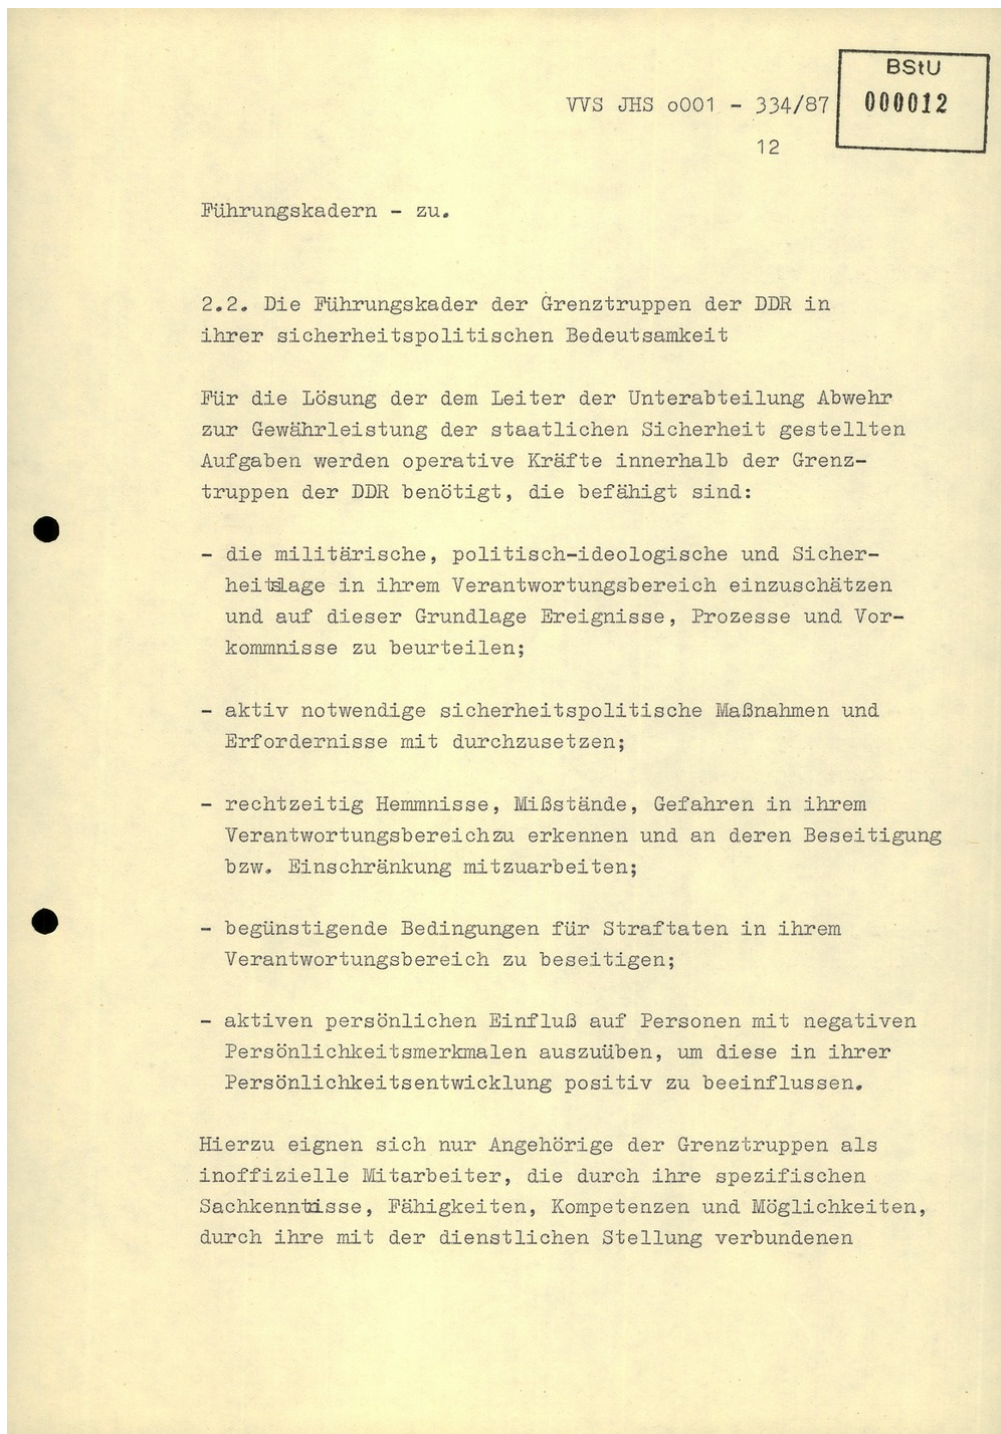 BStU
000012
VVS JHS o001 - 334/87
12
Führungskadern - zu.
2.2. Die Führungskader der Grenztruppen der DDR in
ihrer sicherheitspolitischen Bedeutsamkeit
Für die Lösung der dem Leiter der Unterabteilung Abwehr
zur Gewährleistung der staatlichen Sicherheit gestellten
Aufgaben werden operative Kräfte innerhalb der Grenz-
truppen der DDR benötigt, die befähigt sind:
- die militärische, politisch-ideologische und Sicher-
heitslage in ihrem Verantwortungsbereich einzuschätzen
und auf dieser Grundlage Ereignisse, Prozesse und Vor-
kommnisse zu beurteilen;
- aktiv notwendige sicherheitspolitische Maßnahmen und
Erfordernisse mit durchzusetzen;
- rechtzeitig Hemmnisse, Mißstände, Gefahren in ihrem
Verantwortungsbereichzu erkennen und an deren Beseitigung
bzw. Einschränkung mitzuarbeiten;
- begünstigende Bedingungen für Straftaten in ihrem
Verantwortungsbereich zu beseitigen;
- aktiven persönlichen Einfluß auf Personen mit negativen
Persönlichkeitsmerkmalen auszuüben, um diese in ihrer
Persönlichkeitsentwicklung positiv zu beeinflussen.
Hierzu eignen sich nur Angehörige der Grenztruppen als
inoffizielle Mitarbeiter, die durch ihre spezifischen
Sachkenntnisse, Fähigkeiten, Kompetenzen und Möglichkeiten,
durch ihre mit der dienstlichen Stellung verbundenen